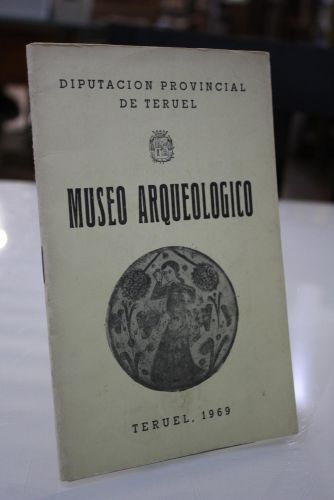 DIPUTACION PROVINCIAL
DE TERUEL
MUSEO ARQUEOLOGICO
TERUEL, 1969